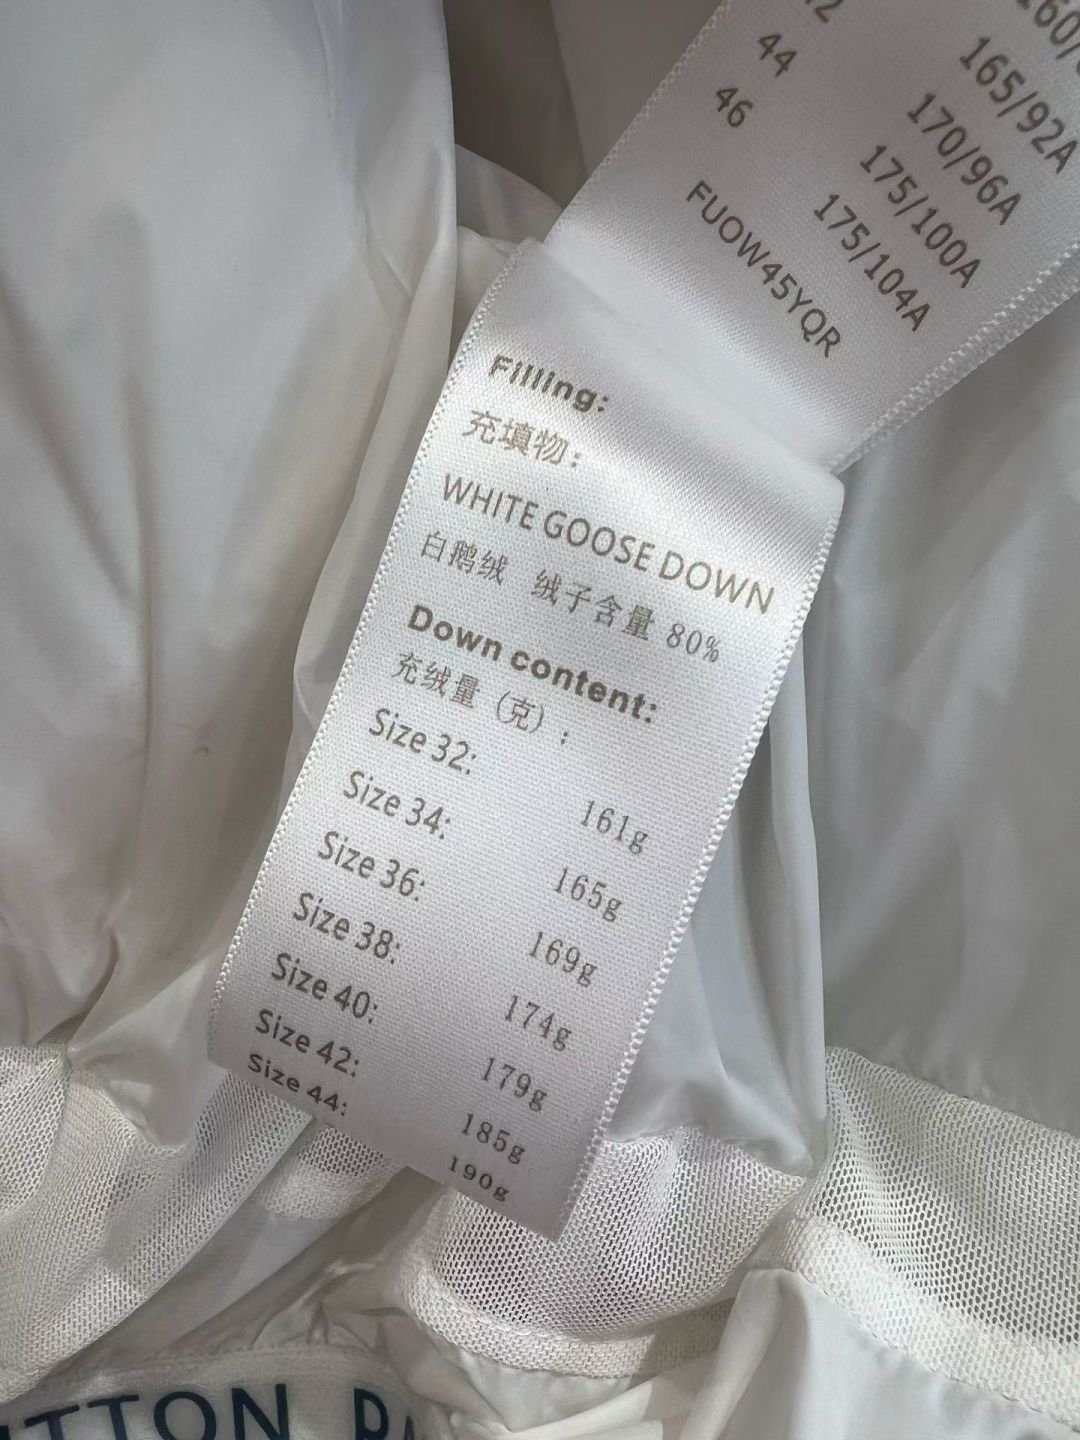 44
46
165/92A
170/96A
175/100A
175/104A
FUOW45YQR
Filling:
充填物:
WHITE GOOSE DOWN
白鹅绒 绒子含量 80%
Down content:
充绒量 (克) :
Size 32: 161g
Size 34: 165g
Size 36: 169g
Size 38: 174g
Size 40: 179g
Size 42: 185g
Size 44: 190g